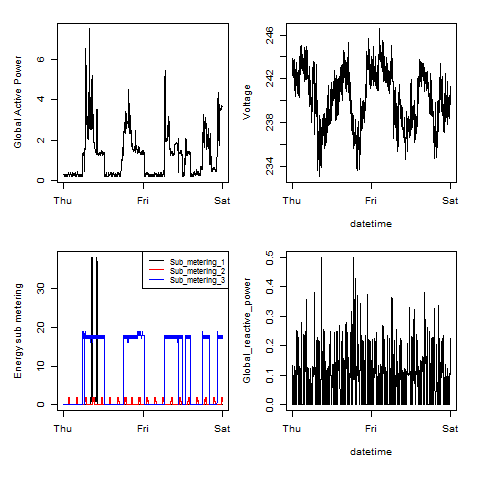 Global Active Power
0 2 4 6
Thu Fri Sat
Voltage
234 238 242 246
Thu Fri Sat
datetime
Energy sub metering
0 10 20 30
Sub_metering_1
Sub_metering_2
Sub_metering_3
Thu Fri Sat
Global_reactive_power
0.0 0.1 0.2 0.3 0.4 0.5
Thu Fri Sat
datetime